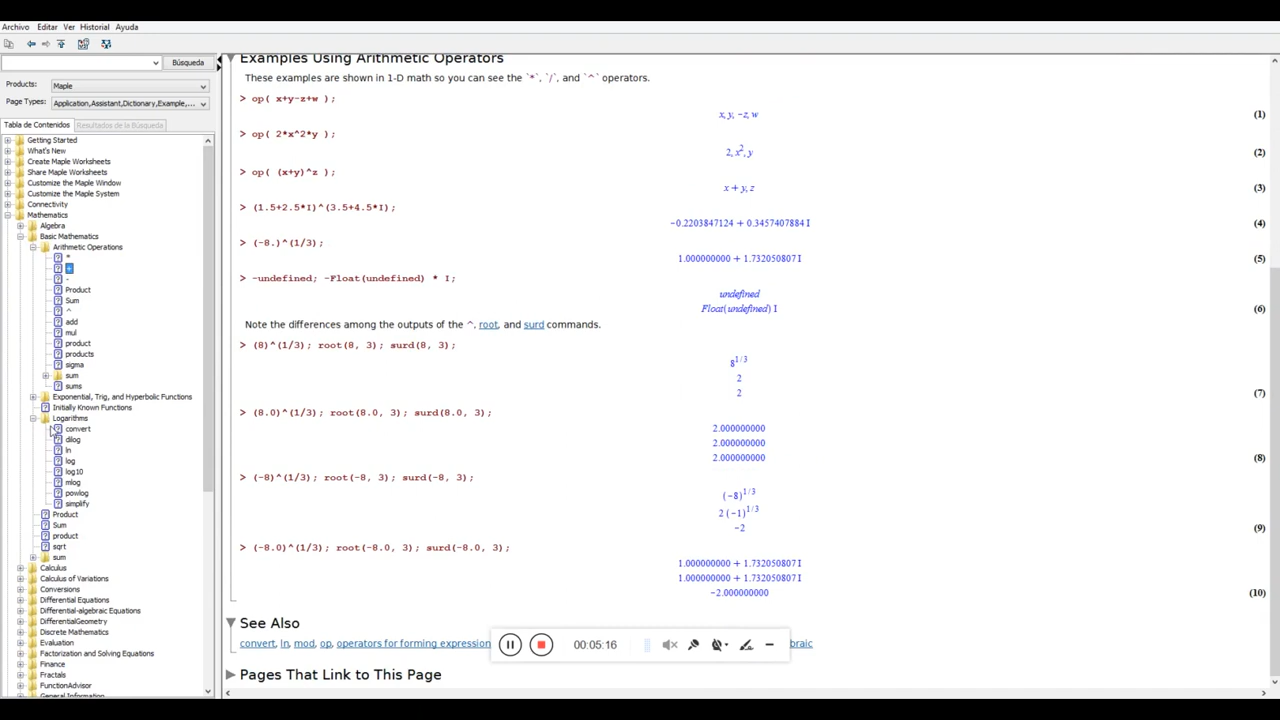 Archivo Editar Ver Historial Ayuda
Búsqueda
Products: Maple
Page Types: Application,Assistant,Dictionary,Example,...
Tabla de Contenidos Resultados de la Búsqueda
Getting Started
What's New
Create Maple Worksheets
Share Maple Worksheets
Customize the Maple Window
Customize the Maple System
Connectivity
Mathematics
Algebra
Basic Mathematics
Arithmetic Operations
*
+
-
Product
Sum
^
add
mul
product
products
sigma
sum
sums
Exponential, Trig, and Hyperbolic Functions
Initially Known Functions
Logarithms
convert
dilog
ln
log
log10
mlog
powlog
simplify
Product
Sum
product
sqrt
sum
Calculus
Calculus of Variations
Conversions
Differential Equations
Differential-algebraic Equations
DifferentialGeometry
Discrete Mathematics
Evaluation
Factorization and Solving Equations
Finance
Fractals
FunctionAdvisor
General Information
Examples Using Arithmetic Operators
These examples are shown in 1-D math so you can see the `*`, `/`, and `^` operators.
> op( x+y-z+w );
x, y, −z, w (1)
> op( 2*x^2*y );
2, x², y (2)
> op( (x+y)^z );
x + y, z (3)
> (1.5+2.5*I)^(3.5+4.5*I);
−0.2203847124 + 0.3457407884 I (4)
> (-8.)^(1/3);
1.000000000 + 1.732050807 I (5)
> -undefined; -Float(undefined) * I;
undefined
Float(undefined) I (6)
Note the differences among the outputs of the ^, root, and surd commands.
> (8)^(1/3); root(8, 3); surd(8, 3);
8^1/3
2
2 (7)
> (8.0)^(1/3); root(8.0, 3); surd(8.0, 3);
2.000000000
2.000000000
2.000000000 (8)
> (-8)^(1/3); root(-8, 3); surd(-8, 3);
(−8)^1/3
2 (−1)^1/3
−2 (9)
> (-8.0)^(1/3); root(-8.0, 3); surd(-8.0, 3);
1.000000000 + 1.732050807 I
1.000000000 + 1.732050807 I
−2.000000000 (10)
See Also
convert, ln, mod, op, operators for forming expression
00:05:16
Pages That Link to This Page